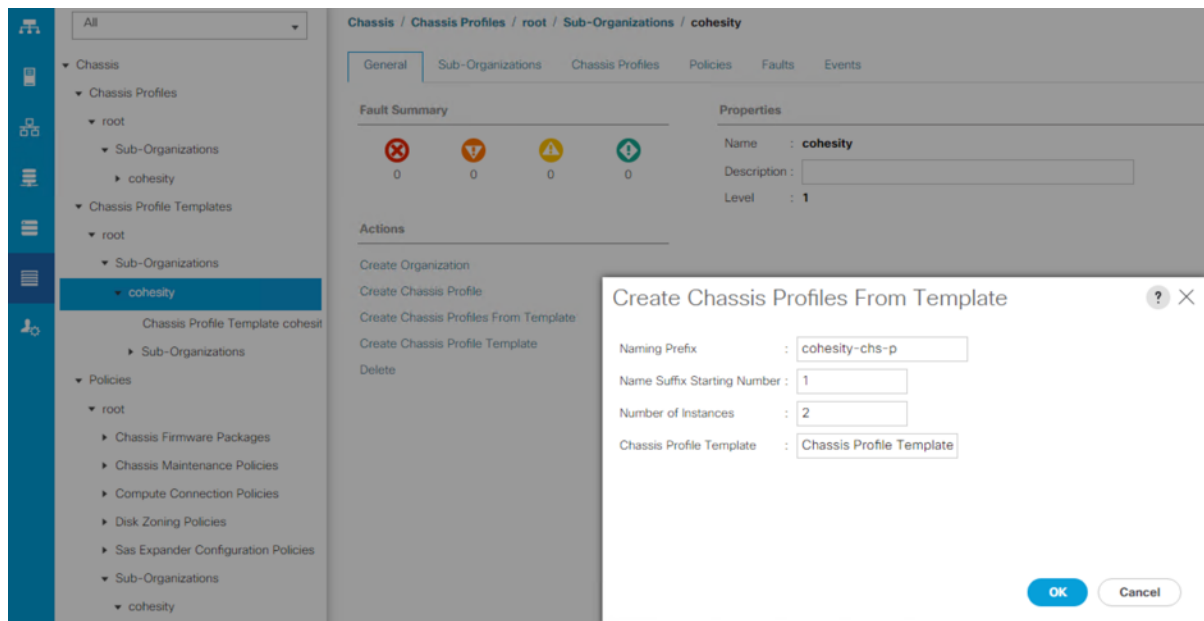 All
Chassis
Chassis Profiles
root
Sub-Organizations
cohesity
Chassis Profile Templates
root
Sub-Organizations
cohesity
Chassis Profile Template cohesit
Sub-Organizations
Policies
root
Chassis Firmware Packages
Chassis Maintenance Policies
Compute Connection Policies
Disk Zoning Policies
Sas Expander Configuration Policies
Sub-Organizations
cohesity
Chassis / Chassis Profiles / root / Sub-Organizations / cohesity
General Sub-Organizations Chassis Profiles Policies Faults Events
Fault Summary
0 0 0 0
Properties
Name : cohesity
Description :
Level : 1
Actions
Create Organization
Create Chassis Profile
Create Chassis Profiles From Template
Create Chassis Profile Template
Delete
Create Chassis Profiles From Template ? ×
Naming Prefix : cohesity-chs-p
Name Suffix Starting Number : 1
Number of Instances : 2
Chassis Profile Template : Chassis Profile Template
OK Cancel